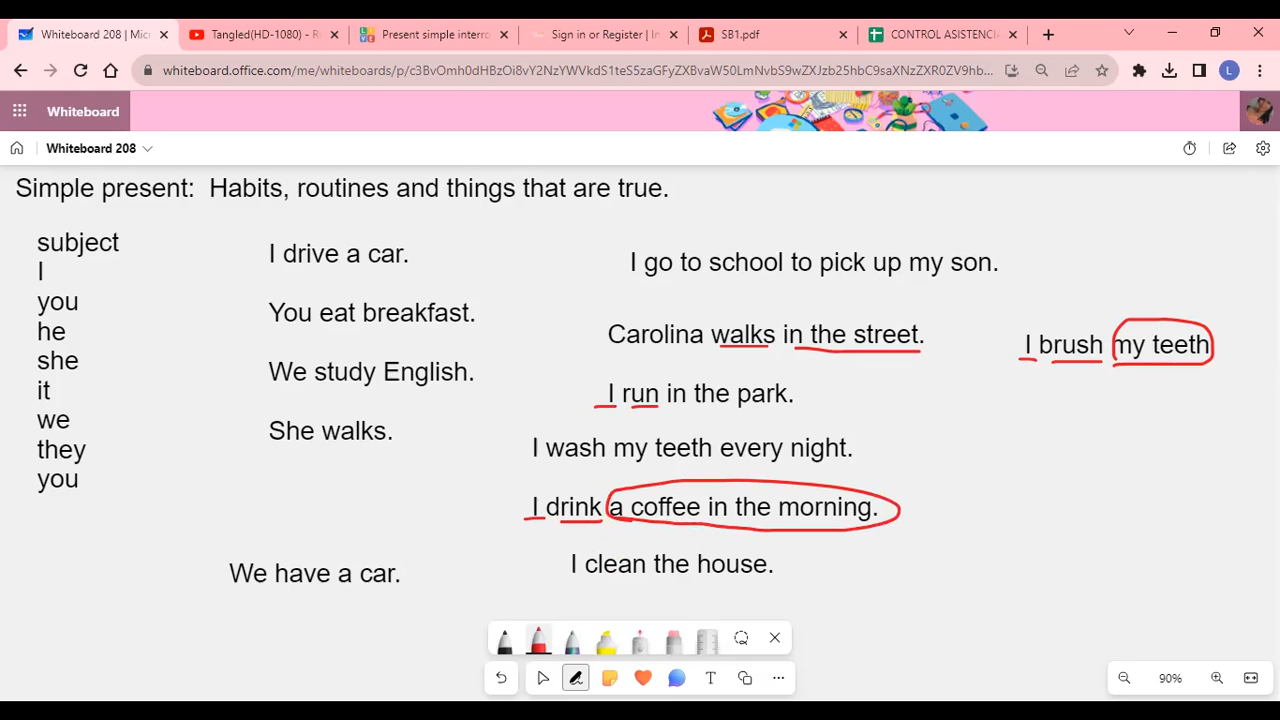 Whiteboard 208 | Mic
Tangled(HD-1080) - R
Present simple interro
Sign in or Register | In
SB1.pdf
CONTROL ASISTENCIA
whiteboard.office.com/me/whiteboards/p/c3BvOmh0dHBzOi8vY2NzYWVkdS1teS5zaGFyZXBvaW50LmNvbS9wZXJzb25hbC9saXNzZXR0ZV9hb...
L
Whiteboard
Whiteboard 208
Simple present: Habits, routines and things that are true.
subject
I
you
he
she
it
we
they
you
I drive a car.
You eat breakfast.
We study English.
She walks.
We have a car.
I go to school to pick up my son.
Carolina walks in the street.
I run in the park.
I wash my teeth every night.
I drink a coffee in the morning.
I clean the house.
I brush my teeth
90%